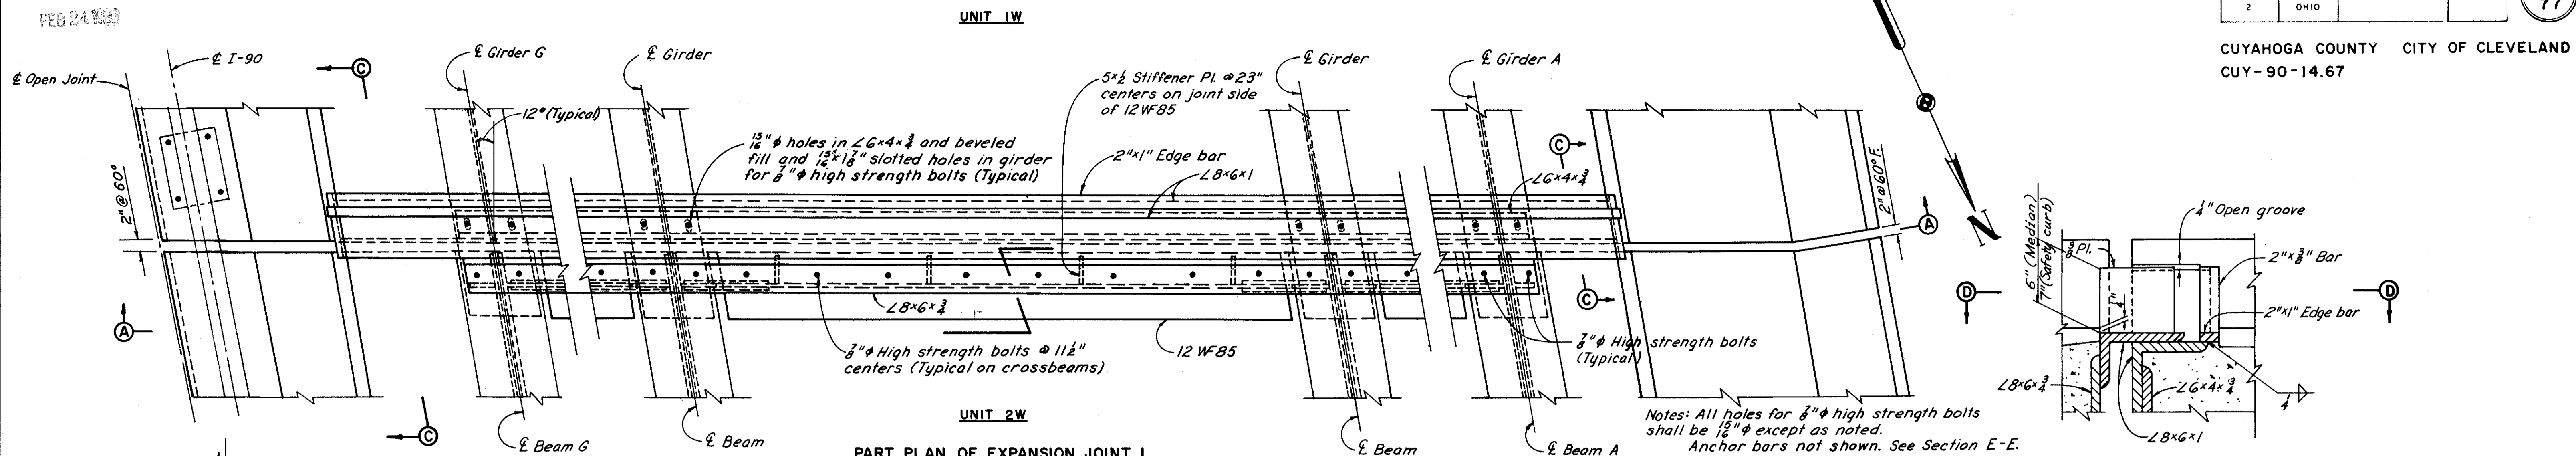 FEB 24
UNIT 1W
2 OHIO
77
CUYAHOGA COUNTY CITY OF CLEVELAND
CUY-90-14.67
℄ Open Joint
℄ I-90
C
℄ Girder G
℄ Girder
12° (Typical)
15/16"φ holes in ∠6×4×3/4 and beveled
fill and 15/16"×1 7/8" slotted holes in girder
for 7/8"φ high strength bolts (Typical)
5×1/2 Stiffener Pl. @ 23"
centers on joint side
of 12WF85
2"×1" Edge bar
∠8×6×1
℄ Girder
℄ Girder A
C
∠6×4×3/4
2" @ 60° F.
A
N
2" @ 60°
A
C
∠8×6×3/4
C
7/8"φ High strength bolts @ 11 1/2"
centers (Typical on crossbeams)
12 WF85
7/8"φ High strength bolts
(Typical)
UNIT 2W
℄ Beam G
℄ Beam
℄ Beam
℄ Beam A
PART PLAN OF EXPANSION JOINT 1
Notes: All holes for 7/8"φ high strength bolts
shall be 15/16"φ except as noted.
Anchor bars not shown. See Section E-E.
6" (Median)
7" (Safety curb)
3/8 Pl.
1/4" Open groove
2"×3/8" Bar
D
D
2"×1" Edge bar
∠8×6×3/4
∠6×4×3/4
∠8×6×1
4